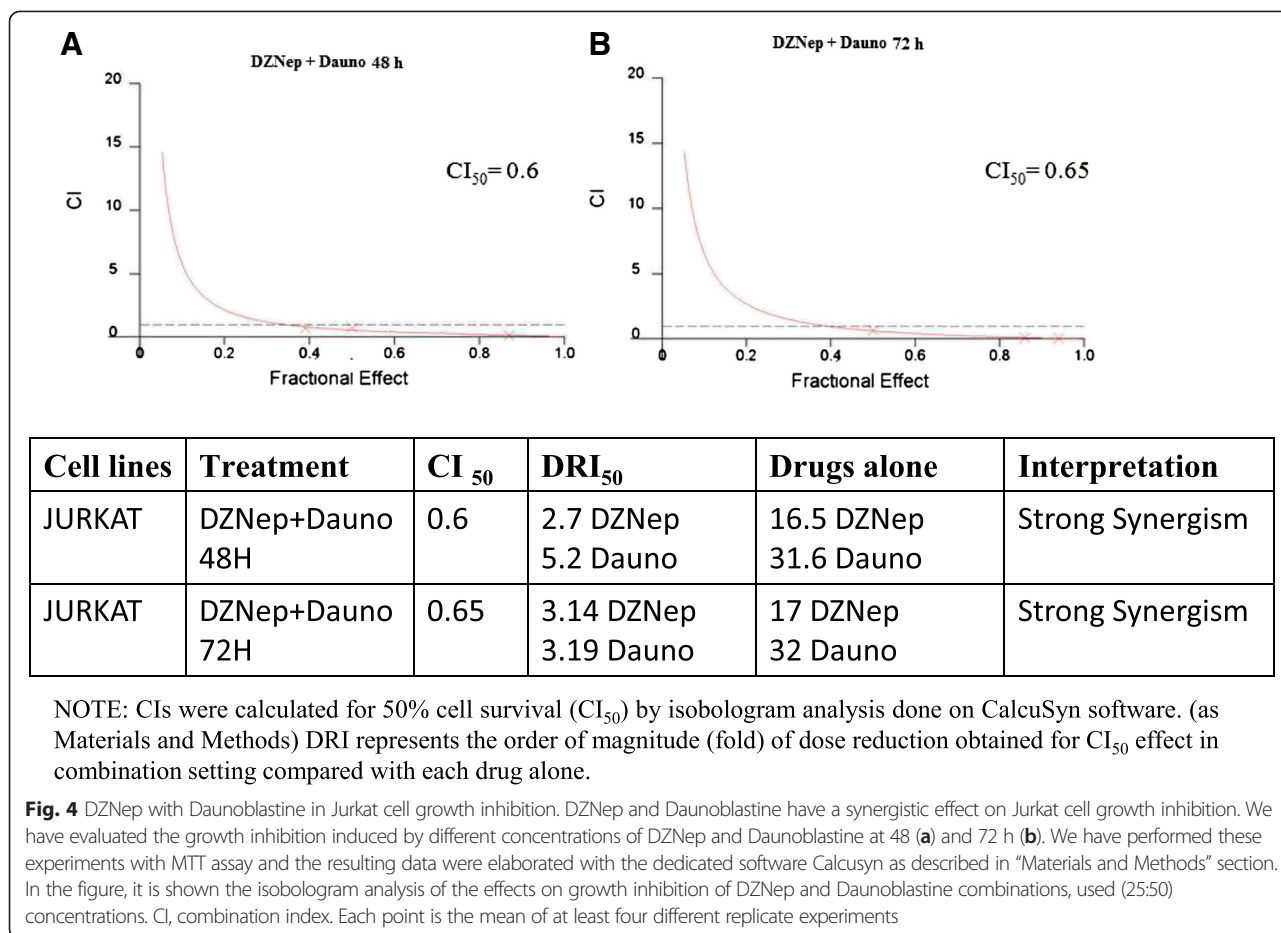 A
DZNep + Dauno 48 h
20
15
10
5
0
CI
CI50= 0.6
0 0.2 0.4 0.6 0.8 1.0
Fractional Effect
B
DZNep + Dauno 72 h
20
15
10
5
0
CI
CI50= 0.65
0 0.2 0.4 0.6 0.8 1.0
Fractional Effect
Cell lines Treatment CI 50 DRI50 Drugs alone Interpretation
JURKAT DZNep+Dauno 0.6 2.7 DZNep 16.5 DZNep Strong Synergism
48H 5.2 Dauno 31.6 Dauno
JURKAT DZNep+Dauno 0.65 3.14 DZNep 17 DZNep Strong Synergism
72H 3.19 Dauno 32 Dauno
NOTE: CIs were calculated for 50% cell survival (CI50) by isobologram analysis done on CalcuSyn software. (as
Materials and Methods) DRI represents the order of magnitude (fold) of dose reduction obtained for CI50 effect in
combination setting compared with each drug alone.
Fig. 4 DZNep with Daunoblastine in Jurkat cell growth inhibition. DZNep and Daunoblastine have a synergistic effect on Jurkat cell growth inhibition. We
have evaluated the growth inhibition induced by different concentrations of DZNep and Daunoblastine at 48 (a) and 72 h (b). We have performed these
experiments with MTT assay and the resulting data were elaborated with the dedicated software Calcusyn as described in “Materials and Methods” section.
In the figure, it is shown the isobologram analysis of the effects on growth inhibition of DZNep and Daunoblastine combinations, used (25:50)
concentrations. CI, combination index. Each point is the mean of at least four different replicate experiments